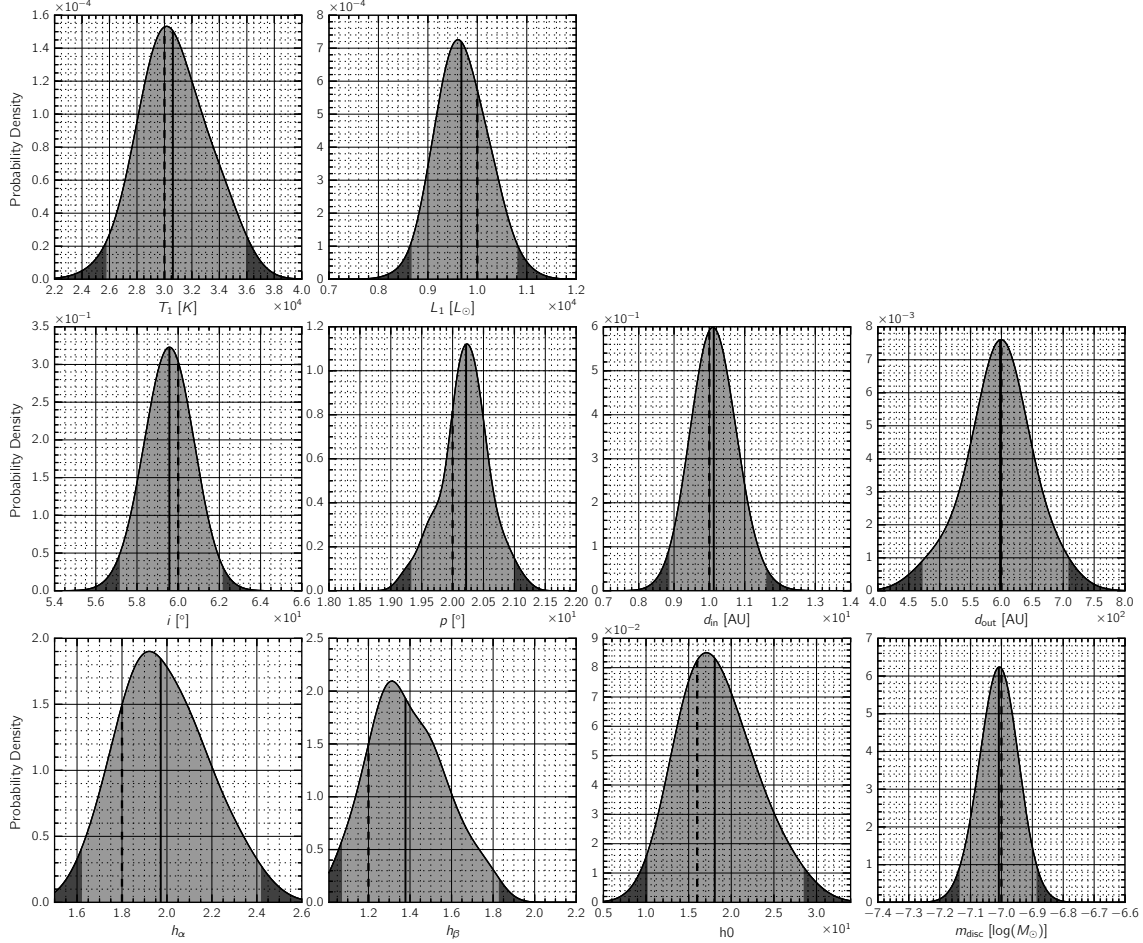 ×10⁻⁴ ×10⁻⁴
1.6 1.4 1.2 1.0 0.8 0.6 0.4 0.2 0.0
Probability Density
2.2 2.6 3.0 3.4 3.8 4.0
T₁ [K]
×10⁴
8 7 6 5 4 3 2 1 0
0.7 0.8 0.9 1.0 1.1 1.2
L₁ [L☉]
×10⁴
×10⁻¹
3.5 3.0 2.5 2.0 1.5 1.0 0.5 0.0
Probability Density
5.4 5.6 5.8 6.0 6.2 6.4 6.6
i [°]
×10¹
1.2 1.0 0.8 0.6 0.4 0.2 0.0
1.80 1.85 1.90 1.95 2.00 2.05 2.10 2.15 2.20
p [°]
×10⁻¹
6 5 4 3 2 1 0
0.7 0.8 0.9 1.0 1.1 1.2 1.3 1.4
d_in [AU]
×10¹
×10⁻³
8 7 6 5 4 3 2 1 0
4.0 4.5 5.0 5.5 6.0 6.5 7.0 7.5 8.0
d_out [AU]
×10²
2.0 1.5 1.0 0.5 0.0
Probability Density
1.6 1.8 2.0 2.2 2.4 2.6
h_α
2.5 2.0 1.5 1.0 0.5 0.0
1.2 1.4 1.6 1.8 2.0 2.2
h_β
×10⁻²
9 8 7 6 5 4 3 2 1 0
0.5 1.0 1.5 2.0 2.5 3.0
h0
×10¹
7 6 5 4 3 2 1 0
−7.4 −7.3 −7.2 −7.1 −7.0 −6.9 −6.8 −6.7 −6.6
m_disc [log(M☉)]